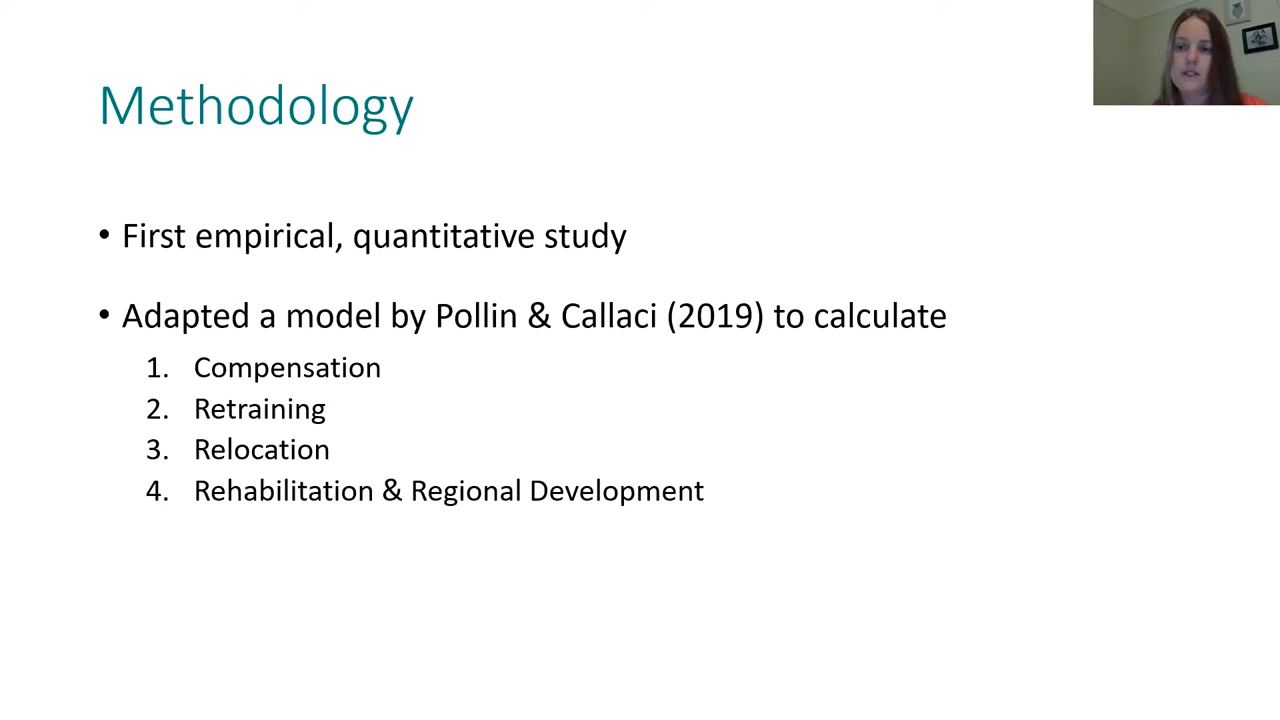 Methodology
• First empirical, quantitative study
• Adapted a model by Pollin & Callaci (2019) to calculate
1. Compensation
2. Retraining
3. Relocation
4. Rehabilitation & Regional Development